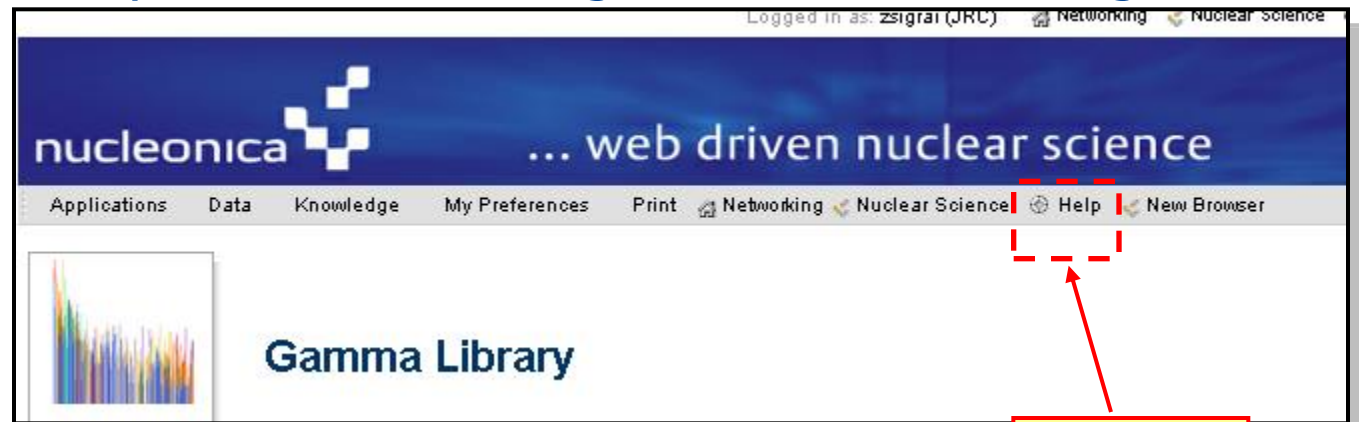 Logged in as: zsigrai (JRC) Networking Nuclear Science
nucleonica ... web driven nuclear science
Applications Data Knowledge My Preferences Print Networking Nuclear Science Help New Browser
Gamma Library